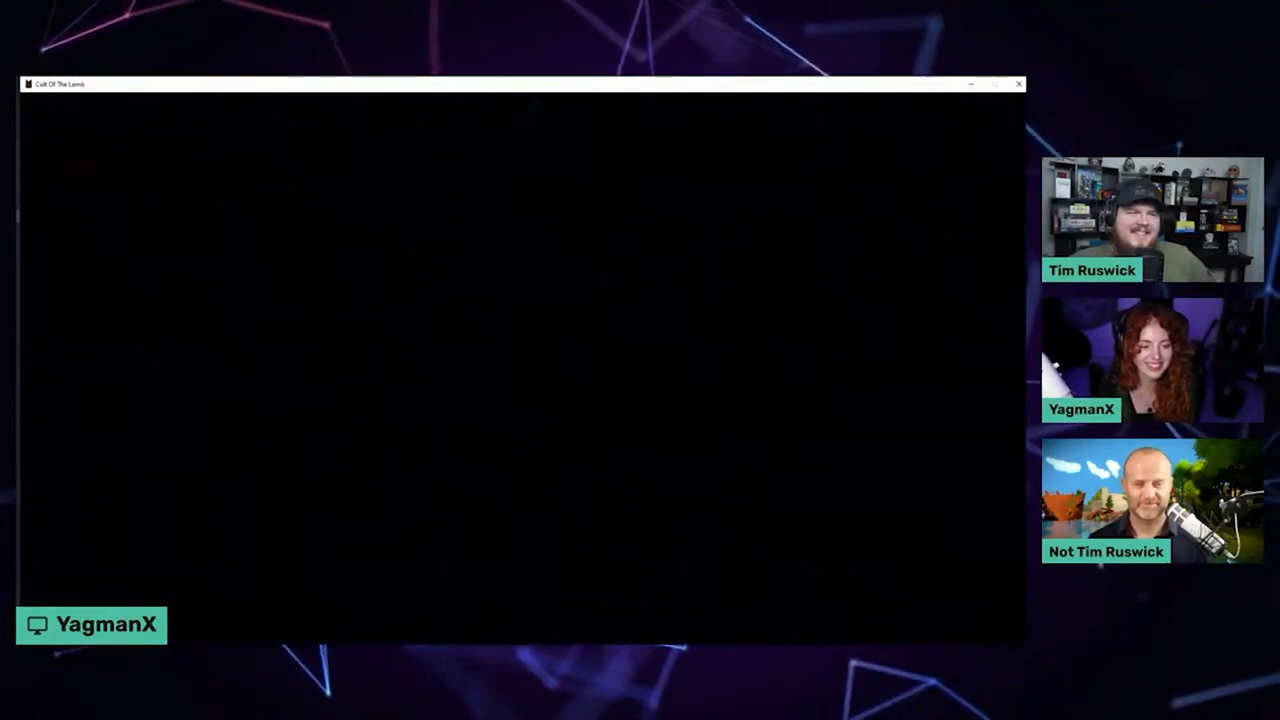 Cult Of The Lamb
Tim Ruswick
YagmanX
Not Tim Ruswick
YagmanX